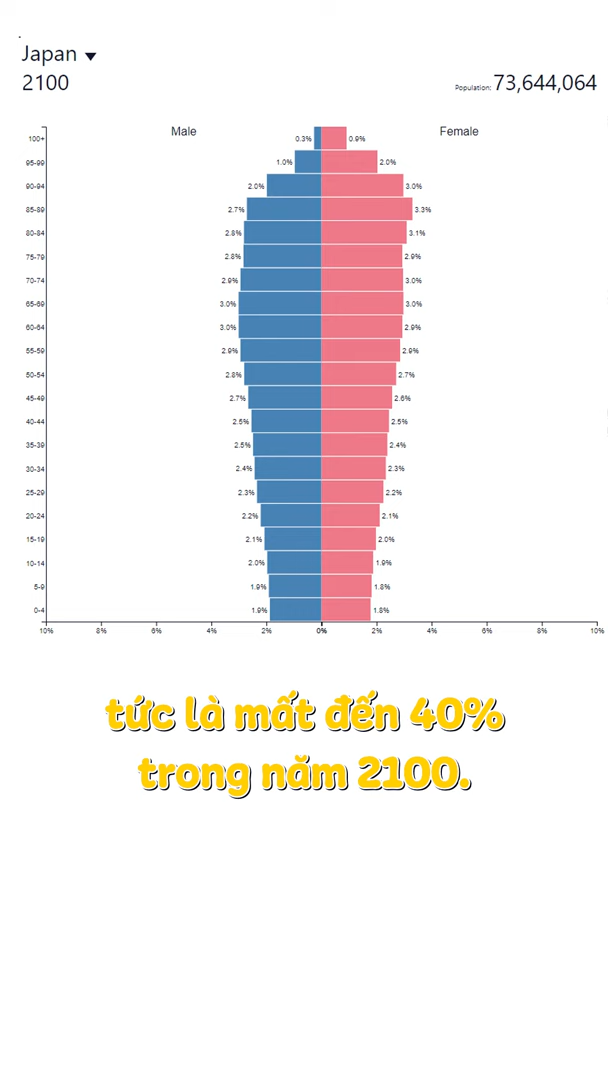 Japan
2100
Population: 73,644,064
Male Female
100+ 0.3% 0.9%
95-99 1.0% 2.0%
90-94 2.0% 3.0%
85-89 2.7% 3.3%
80-84 2.8% 3.1%
75-79 2.8% 2.9%
70-74 2.9% 3.0%
65-69 3.0% 3.0%
60-64 3.0% 2.9%
55-59 2.9% 2.9%
50-54 2.8% 2.7%
45-49 2.7% 2.6%
40-44 2.5% 2.5%
35-39 2.5% 2.4%
30-34 2.4% 2.3%
25-29 2.3% 2.2%
20-24 2.2% 2.1%
15-19 2.1% 2.0%
10-14 2.0% 1.9%
5-9 1.9% 1.8%
0-4 1.9% 1.8%
10% 8% 6% 4% 2% 0% 2% 4% 6% 8% 10%
tức là mất đến 40%
trong năm 2100.